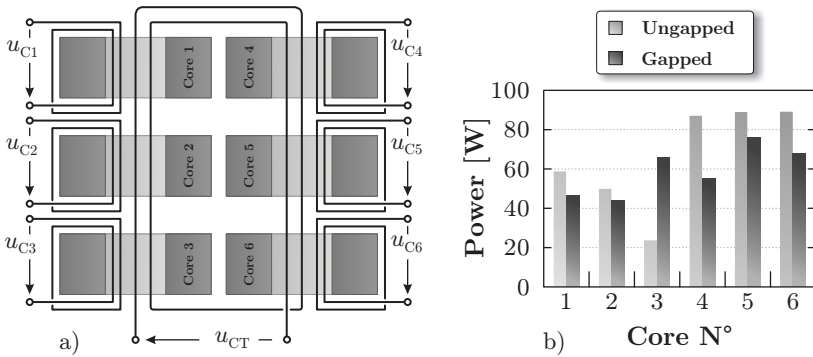 u_C1
u_C2
u_C3
Core 1
Core 2
Core 3
Core 4
Core 5
Core 6
u_C4
u_C5
u_C6
u_CT
a)
Ungapped
Gapped
Power [W]
100
80
60
40
20
0
1 2 3 4 5 6
b)
Core N°